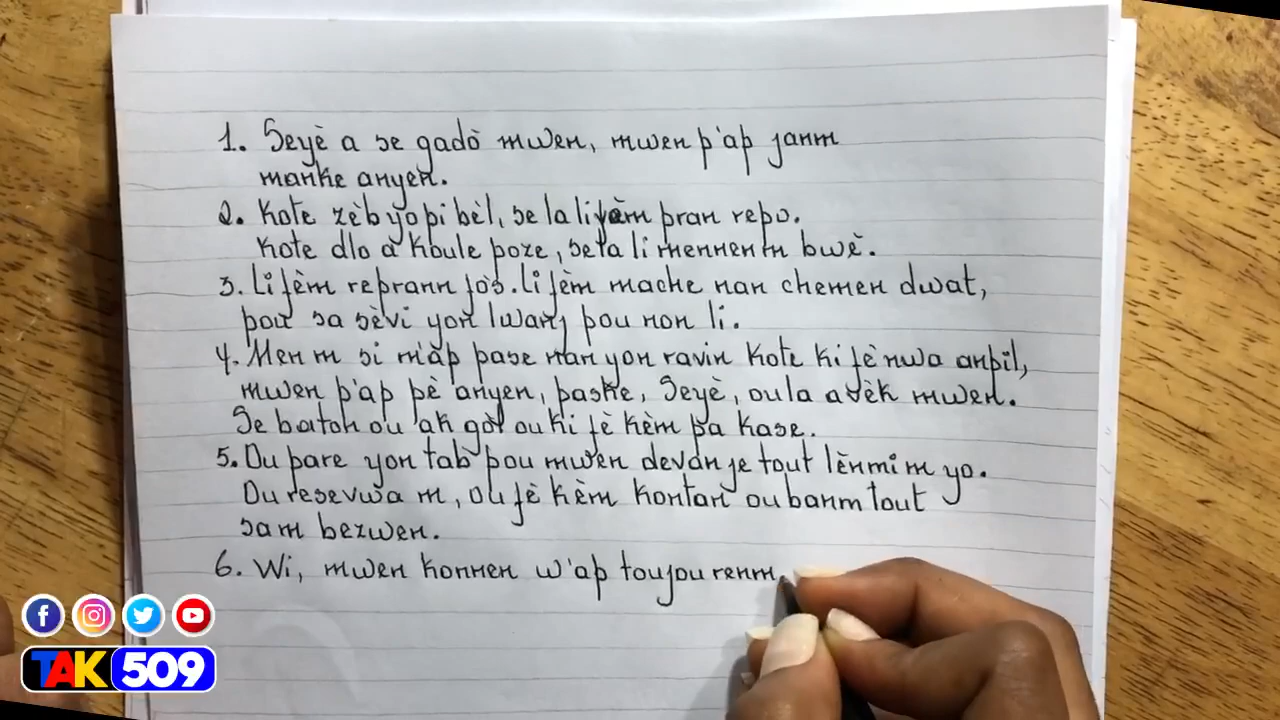 1. Seyè a se gadò mwen, mwen p'ap janm
manke anyen.
2. Kote zèb yo pi bèl, se la li fèm pran repo.
Kote dlo a koule poze, se la li mennen m bwè.
3. Li fèm reprann fòs. Li fèm mache nan chemen dwat,
pou sa sèvi yon lwanj pou non li.
4. Menm si m'ap pase nan yon ravin kote ki fè nwa anpil,
mwen p'ap pè anyen, paske, Seyè, ou la avèk mwen.
Se baton ou ak gòl ou ki fè kèm pa kase.
5. Ou pare yon tab pou mwen devan je tout lènmi m yo.
Ou resevwa m, ou fè kèm kontan ou banm tout
sa m bezwen.
6. Wi, mwen konnen w'ap toujou renm
TAK 509